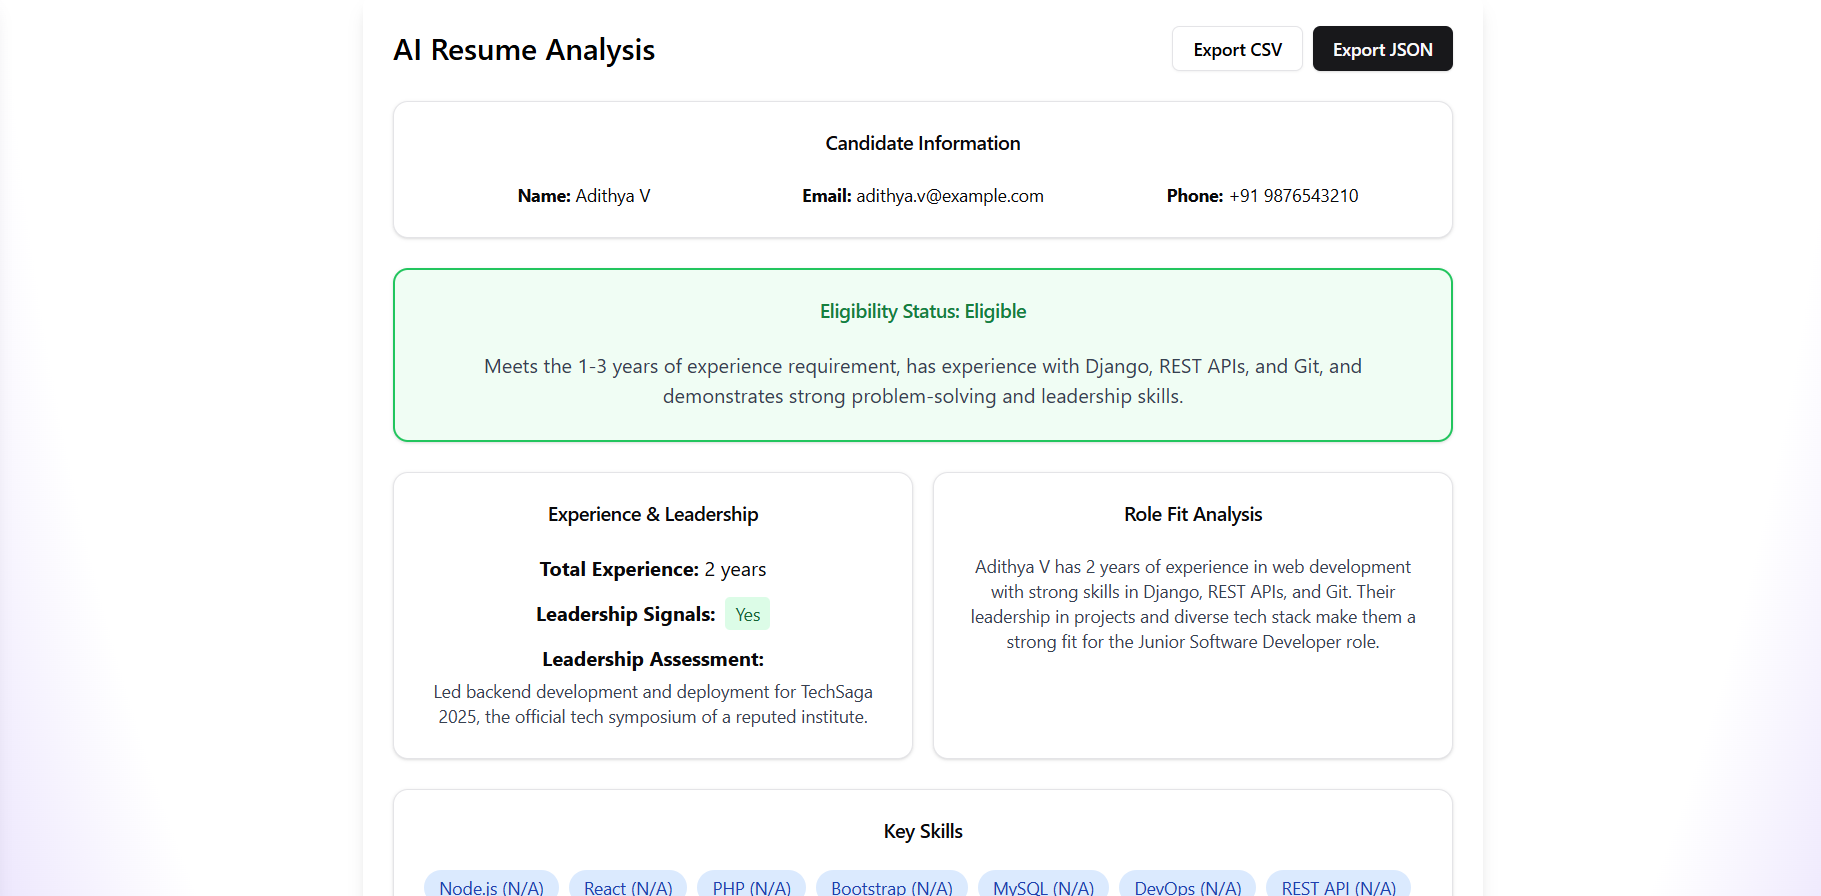 AI Resume Analysis
Export CSV
Export JSON
Candidate Information
Name: Adithya V
Email: adithya.v@example.com
Phone: +91 9876543210
Eligibility Status: Eligible
Meets the 1-3 years of experience requirement, has experience with Django, REST APIs, and Git, and
demonstrates strong problem-solving and leadership skills.
Experience & Leadership
Total Experience: 2 years
Leadership Signals: Yes
Leadership Assessment:
Led backend development and deployment for TechSaga
2025, the official tech symposium of a reputed institute.
Role Fit Analysis
Adithya V has 2 years of experience in web development
with strong skills in Django, REST APIs, and Git. Their
leadership in projects and diverse tech stack make them a
strong fit for the Junior Software Developer role.
Key Skills
Node.js (N/A)
React (N/A)
PHP (N/A)
Bootstrap (N/A)
MySQL (N/A)
DevOps (N/A)
REST API (N/A)